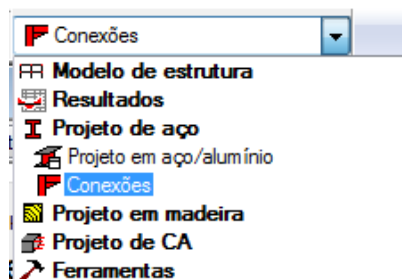 Conexões
Modelo de estrutura
Resultados
Projeto de aço
Projeto em aço/alumínio
Conexões
Projeto em madeira
Projeto de CA
Ferramentas